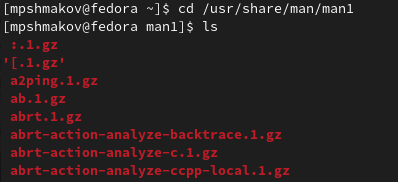 [mpshmakov@fedora ~]$ cd /usr/share/man/man1
[mpshmakov@fedora man1]$ ls
:.1.gz
'[.1.gz'
a2ping.1.gz
ab.1.gz
abrt.1.gz
abrt-action-analyze-backtrace.1.gz
abrt-action-analyze-c.1.gz
abrt-action-analyze-ccpp-local.1.gz